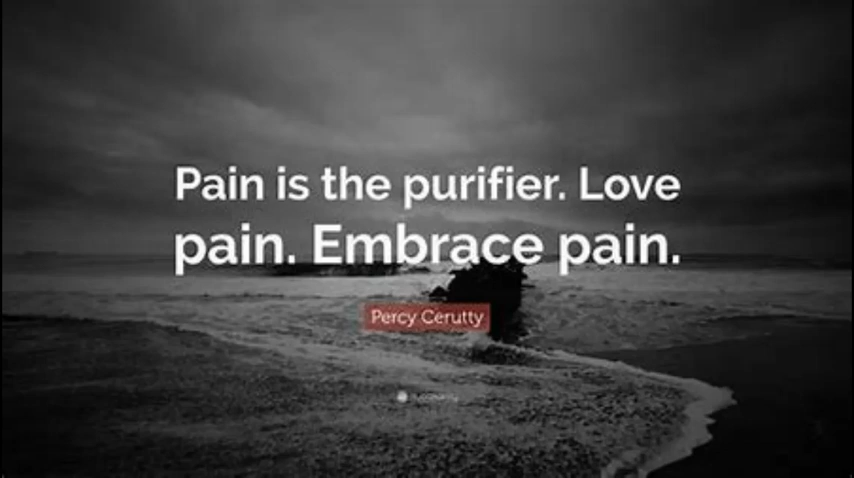 Pain is the purifier. Love
pain. Embrace pain.
Percy Cerutty